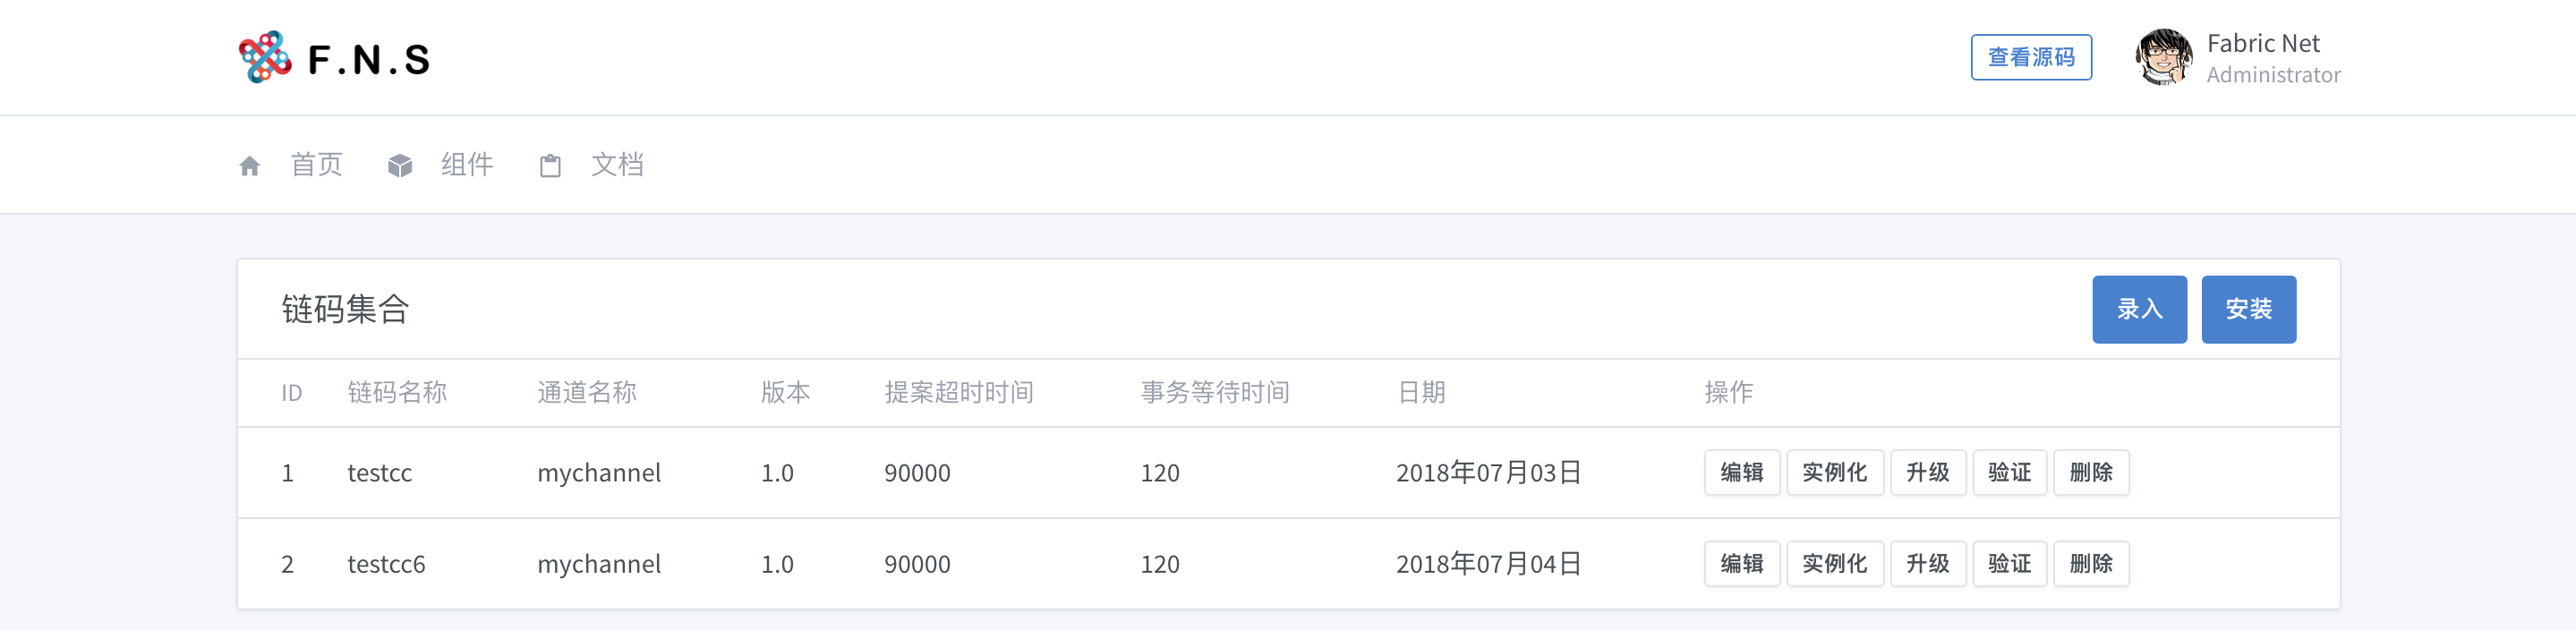 F.N.S
查看源码
Fabric Net
Administrator
首页 组件 文档
链码集合
录入 安装
ID 链码名称 通道名称 版本 提案超时时间 事务等待时间 日期 操作
1 testcc mychannel 1.0 90000 120 2018年07月03日 编辑 实例化 升级 验证 删除
2 testcc6 mychannel 1.0 90000 120 2018年07月04日 编辑 实例化 升级 验证 删除